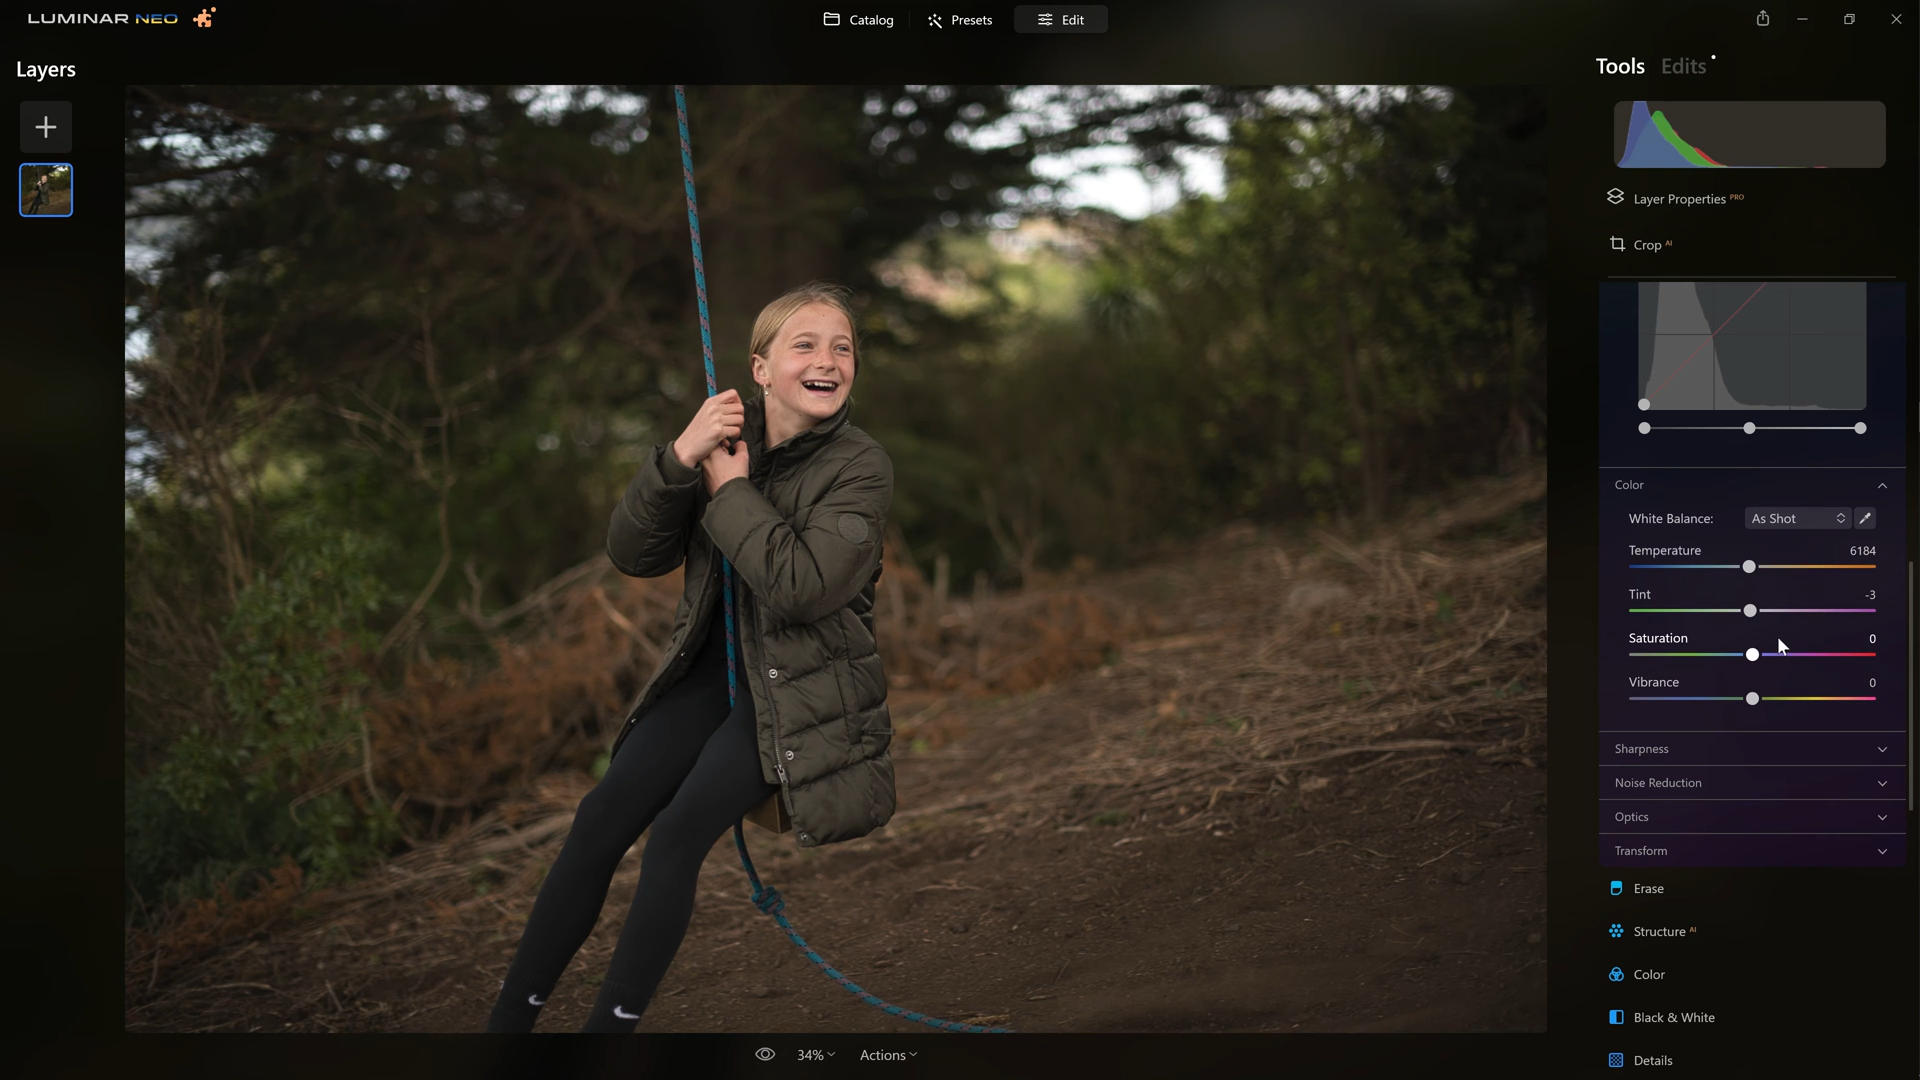 LUMINAR NEO
Catalog
Presets
Edit
Layers
Tools Edits
Layer Properties PRO
Crop AI
Color
White Balance: As Shot
Temperature 6184
Tint -3
Saturation 0
Vibrance 0
Sharpness
Noise Reduction
Optics
Transform
Erase
Structure AI
Color
Black & White
Details
34%
Actions